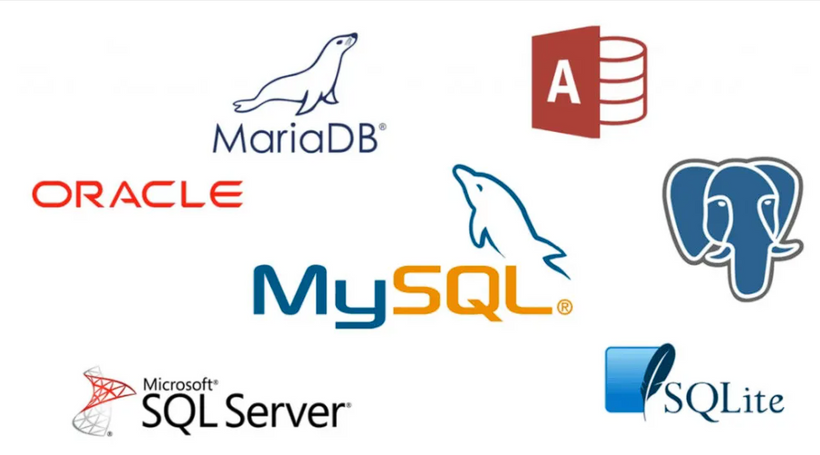 MariaDB®
A
ORACLE
MySQL®
Microsoft®
SQL Server®
SQLite